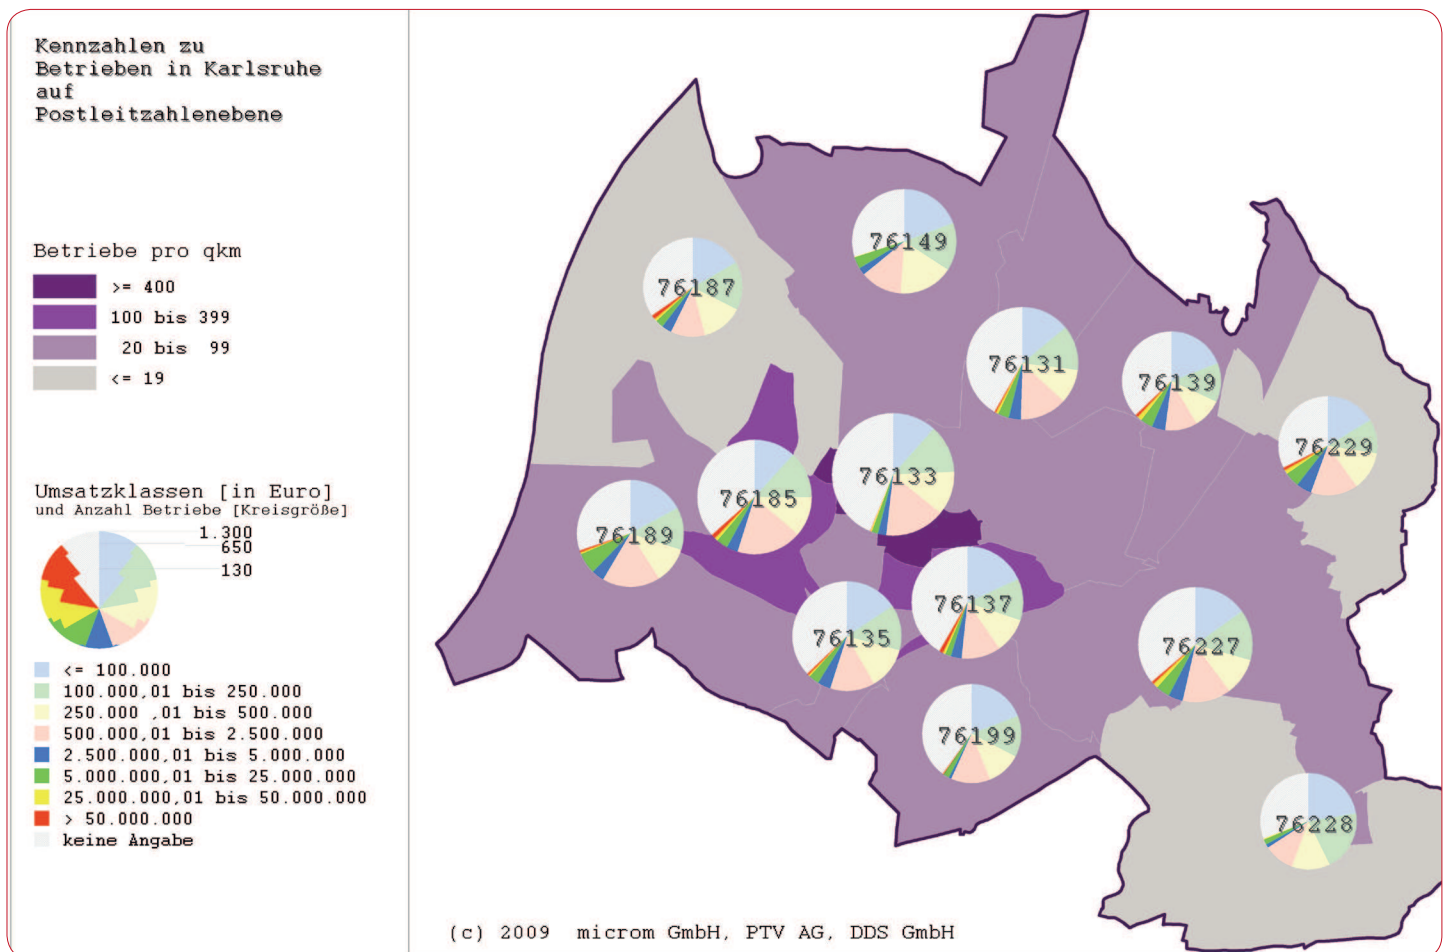 Kennzahlen zu
Betrieben in Karlsruhe
auf
Postleitzahlenebene
Betriebe pro qkm
>= 400
100 bis 399
20 bis 99
<= 19
Umsatzklassen [in Euro]
und Anzahl Betriebe [Kreisgröße]
1.300
650
130
<= 100.000
100.000,01 bis 250.000
250.000 ,01 bis 500.000
500.000,01 bis 2.500.000
2.500.000,01 bis 5.000.000
5.000.000,01 bis 25.000.000
25.000.000,01 bis 50.000.000
> 50.000.000
keine Angabe
76149
76187
76131
76139
76229
76133
76185
76189
76137
76135
76227
76199
76228
(c) 2009 microm GmbH, PTV AG, DDS GmbH